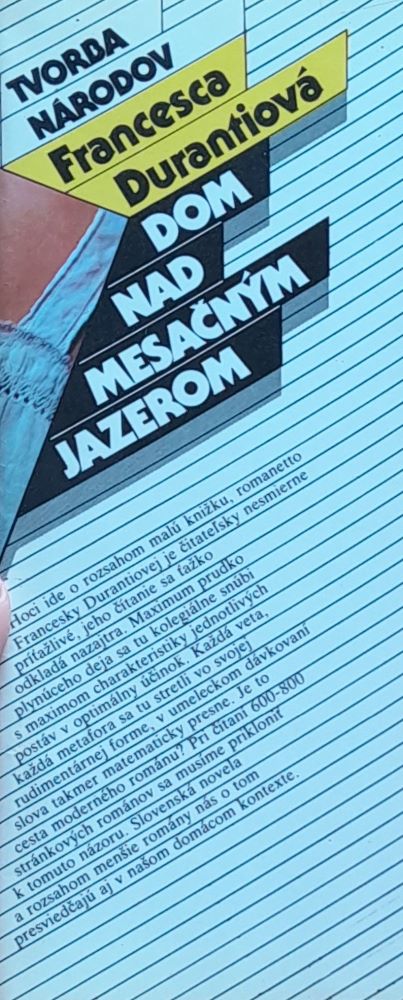 TVORBA
NÁRODOV
Francesca
Durantiová
DOM
NAD
MESAČNÝM
JAZEROM
Hoci ide o rozsahom malú knižku, romanetto
Francesky Durantiovej je čitateľsky nesmierne
príťažlivé, jeho čítanie sa ťažko
odkladá nazajtra. Maximum prudko
plynúceho deja sa tu kolegiálne snúbi
s maximom charakteristiky jednotlivých
postáv v optimálny účinok. Každá veta,
každá metafora sa tu stretli vo svojej
rudimentárnej forme, v umeleckom dávkovaní
slova takmer matematicky presne. Je to
cesta moderného románu? Pri čítaní 600-800
stránkových románov sa musíme prikloniť
k tomuto názoru. Slovenská novela
a rozsahom menšie romány nás o tom
presviedčajú aj v našom domácom kontexte.